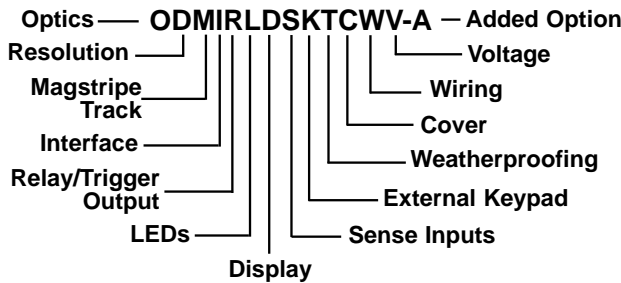 Optics
ODMIRLDSKTCWV-A
Added Option
Resolution
Voltage
Magstripe
Track
Wiring
Interface
Cover
Weatherproofing
Relay/Trigger
Output
External Keypad
LEDs
Sense Inputs
Display